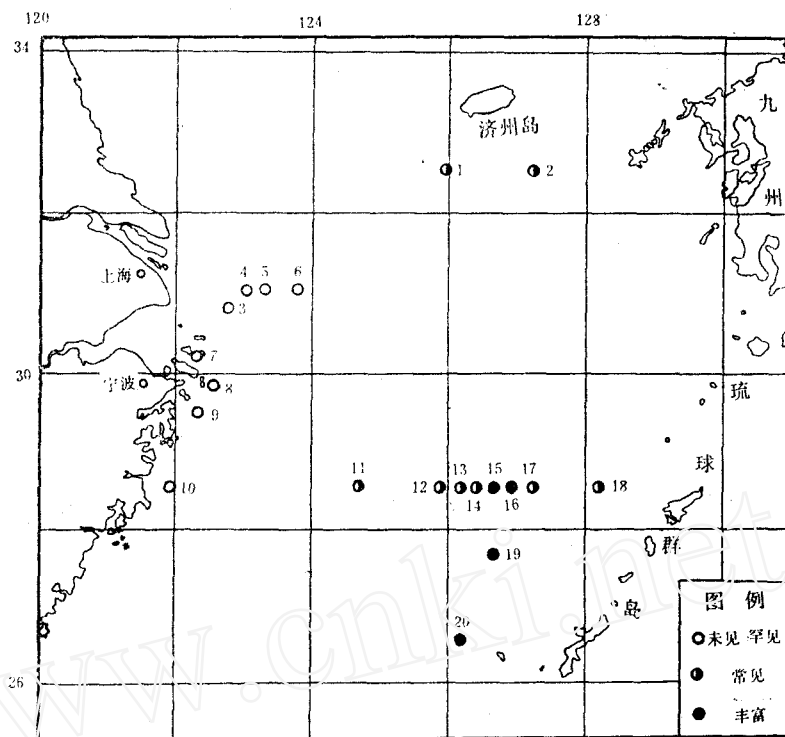 120 124 128
34
济州岛
九
州
1 2
上海
4 5 6
3
7
30
宁波
8
9
琉
球
群
岛
10
11 12 13 15 17 18
14 16
19
20
26
图 例
未见 罕见
常见
丰富
www.cnki.net